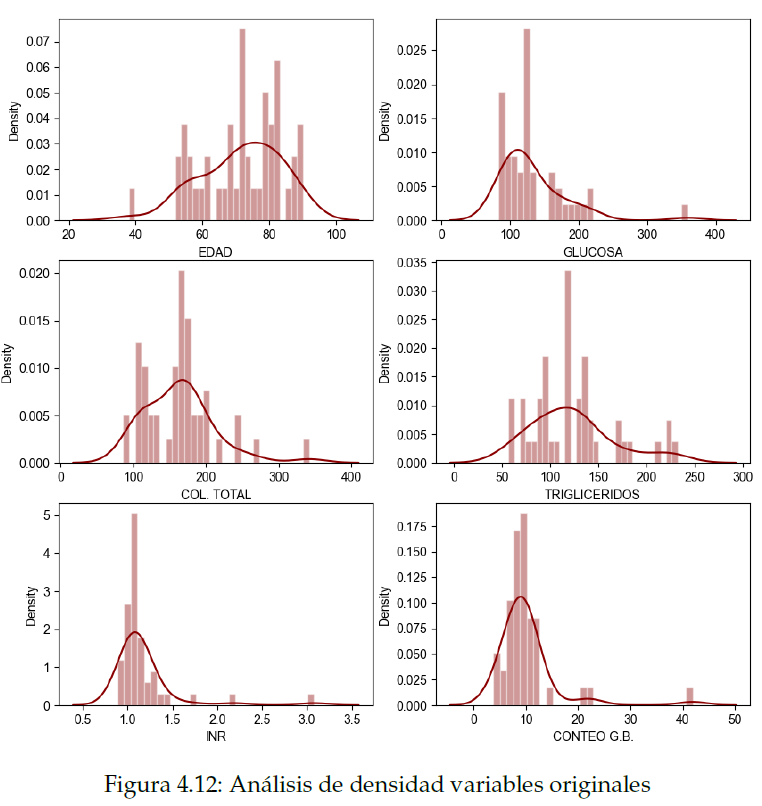 0.07
0.06
0.05
0.04
0.03
0.02
0.01
0.00
Density
20 40 60 80 100
EDAD
0.025
0.020
0.015
0.010
0.005
0.000
Density
0 100 200 300 400
GLUCOSA
0.020
0.015
0.010
0.005
0.000
Density
0 100 200 300 400
COL. TOTAL
0.035
0.030
0.025
0.020
0.015
0.010
0.005
0.000
Density
0 50 100 150 200 250 300
TRIGLICERIDOS
5
4
3
2
1
0
Density
0.5 1.0 1.5 2.0 2.5 3.0 3.5
INR
0.175
0.150
0.125
0.100
0.075
0.050
0.025
0.000
Density
0 10 20 30 40 50
CONTEO G.B.
Figura 4.12: Análisis de densidad variables originales